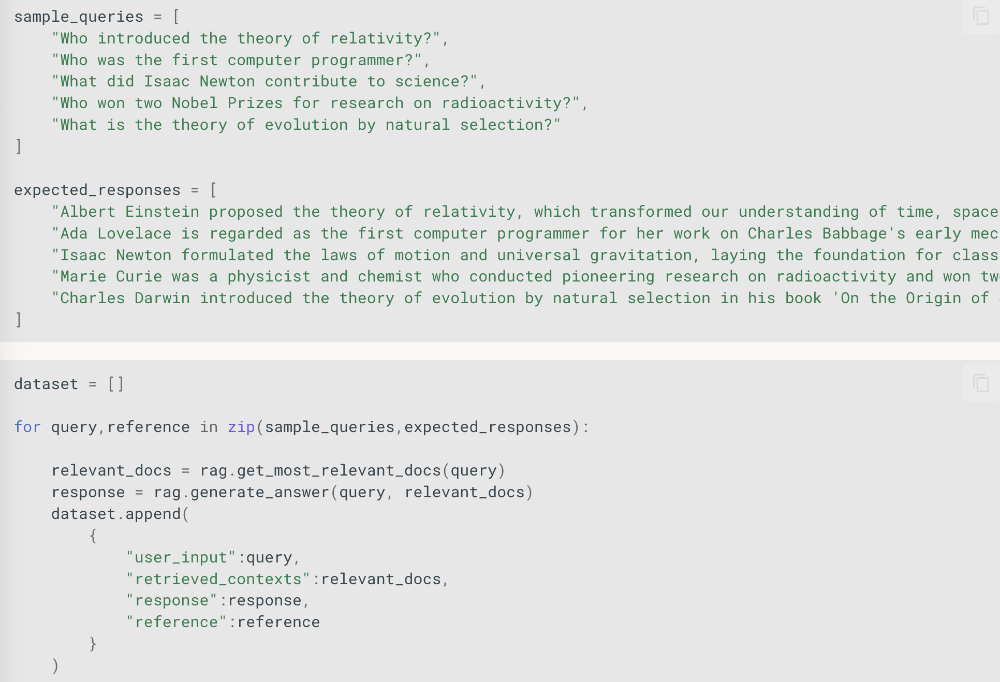 sample_queries = [
    "Who introduced the theory of relativity?",
    "Who was the first computer programmer?",
    "What did Isaac Newton contribute to science?",
    "Who won two Nobel Prizes for research on radioactivity?",
    "What is the theory of evolution by natural selection?"
]
expected_responses = [
    "Albert Einstein proposed the theory of relativity, which transformed our understanding of time, space
    "Ada Lovelace is regarded as the first computer programmer for her work on Charles Babbage's early mec
    "Isaac Newton formulated the laws of motion and universal gravitation, laying the foundation for class
    "Marie Curie was a physicist and chemist who conducted pioneering research on radioactivity and won tw
    "Charles Darwin introduced the theory of evolution by natural selection in his book 'On the Origin of
]
dataset = []
for query,reference in zip(sample_queries,expected_responses):
    relevant_docs = rag.get_most_relevant_docs(query)
    response = rag.generate_answer(query, relevant_docs)
    dataset.append(
        {
            "user_input":query,
            "retrieved_contexts":relevant_docs,
            "response":response,
            "reference":reference
        }
    )